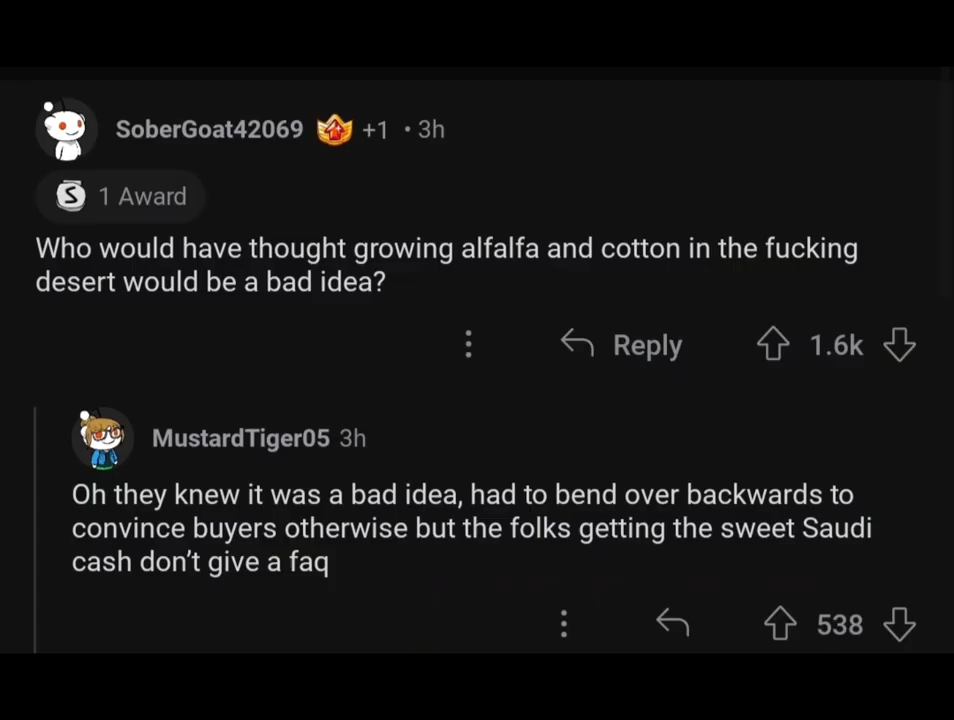 SoberGoat42069 +1 • 3h
S 1 Award
Who would have thought growing alfalfa and cotton in the fucking
desert would be a bad idea?
Reply 1.6k
MustardTiger05 3h
Oh they knew it was a bad idea, had to bend over backwards to
convince buyers otherwise but the folks getting the sweet Saudi
cash don't give a faq
538